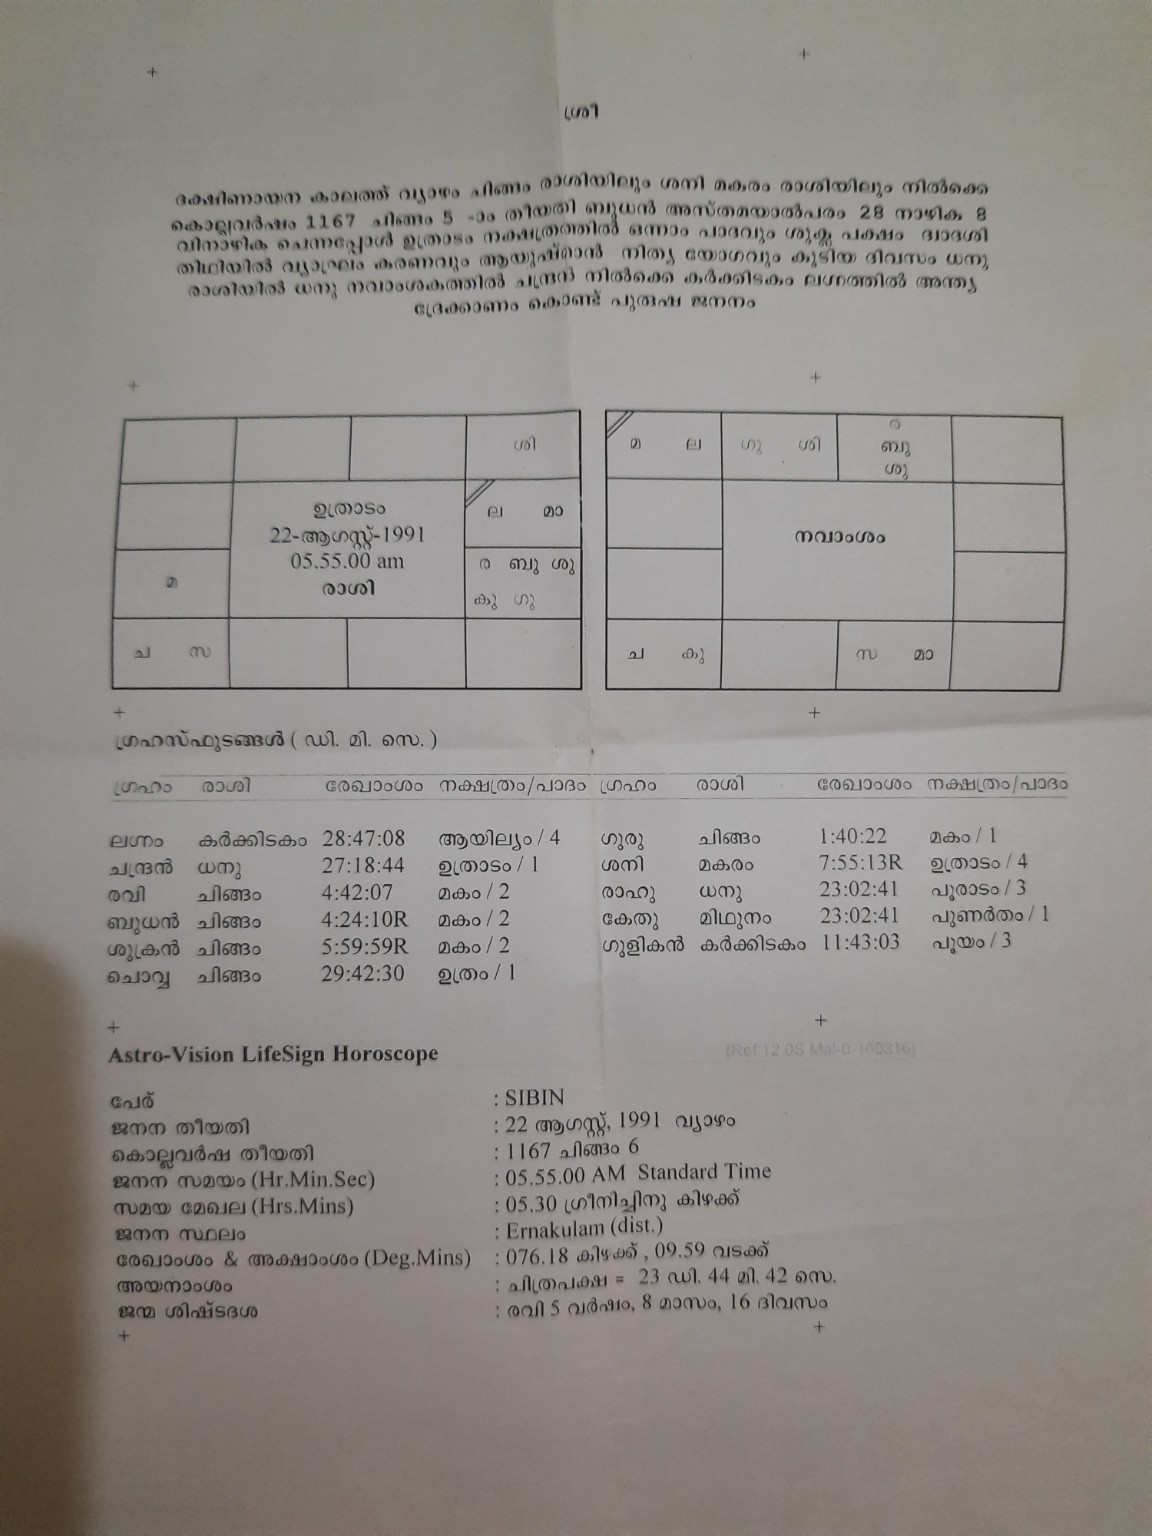 ശ്രീ
ദക്ഷിണായന കാലത്ത് വ്യാഴം ചിങ്ങം രാശിയിലും ശനി മകരം രാശിയിലും നിൽക്കെ
കൊല്ലവർഷം 1167 ചിങ്ങം 5 -ാം തീയതി ബുധൻ അസ്തമയാൽപരം 28 നാഴിക 8
വിനാഴിക ചെന്നപ്പോൾ ഉത്രാടം നക്ഷത്രത്തിൽ ഒന്നാം പാദവും ശുക്ല പക്ഷം ദ്വാദശി
തിഥിയിൽ വ്യാഘ്രം കരണവും ആയുഷ്മാൻ നിത്യ യോഗവും കൂടിയ ദിവസം ധനു
രാശിയിൽ ധനു നവാംശകത്തിൽ ചന്ദ്രൻ നിൽക്കെ കർക്കിടകം ലഗ്നത്തിൽ അന്ത്യ
ദ്രേക്കാണം കൊണ്ട് പുരുഷ ജനനം
ശി
ല മാ
ഉത്രാടം
22-ആഗസ്റ്റ്-1991
05.55.00 am
രാശി
ര ബു ശു
കു ഗു
മ
ച സ
മ ല ഗു ശി ര
ബു
ശു
നവാംശം
ച കു സ മാ
ഗ്രഹസ്ഫുടങ്ങൾ ( ഡി. മി. സെ. )
ഗ്രഹം രാശി രേഖാംശം നക്ഷത്രം/പാദം ഗ്രഹം രാശി രേഖാംശം നക്ഷത്രം/പാദം
ലഗ്നം കർക്കിടകം 28:47:08 ആയില്യം / 4 ഗുരു ചിങ്ങം 1:40:22 മകം / 1
ചന്ദ്രൻ ധനു 27:18:44 ഉത്രാടം / 1 ശനി മകരം 7:55:13R ഉത്രാടം / 4
രവി ചിങ്ങം 4:42:07 മകം / 2 രാഹു ധനു 23:02:41 പൂരാടം / 3
ബുധൻ ചിങ്ങം 4:24:10R മകം / 2 കേതു മിഥുനം 23:02:41 പുണർതം / 1
ശുക്രൻ ചിങ്ങം 5:59:59R മകം / 2 ഗുളികൻ കർക്കിടകം 11:43:03 പൂയം / 3
ചൊവ്വ ചിങ്ങം 29:42:30 ഉത്രം / 1
Astro-Vision LifeSign Horoscope [Ref.12.0S Mal-0-160316]
പേര് : SIBIN
ജനന തീയതി : 22 ആഗസ്റ്റ്, 1991 വ്യാഴം
കൊല്ലവർഷ തീയതി : 1167 ചിങ്ങം 6
ജനന സമയം (Hr.Min.Sec) : 05.55.00 AM Standard Time
സമയ മേഖല (Hrs.Mins) : 05.30 ഗ്രീനിച്ചിനു കിഴക്ക്
ജനന സ്ഥലം : Ernakulam (dist.)
രേഖാംശം & അക്ഷാംശം (Deg.Mins) : 076.18 കിഴക്ക് , 09.59 വടക്ക്
അയനാംശം : ചിത്രപക്ഷ = 23 ഡി. 44 മി. 42 സെ.
ജന്മ ശിഷ്ടദശ : രവി 5 വർഷം, 8 മാസം, 16 ദിവസം